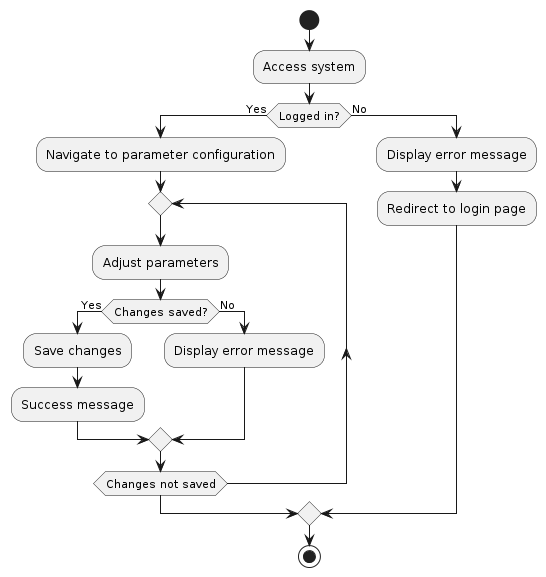 Access system
Yes
Logged in?
No
Navigate to parameter configuration
Display error message
Redirect to login page
Adjust parameters
Yes
Changes saved?
No
Save changes
Display error message
Success message
Changes not saved